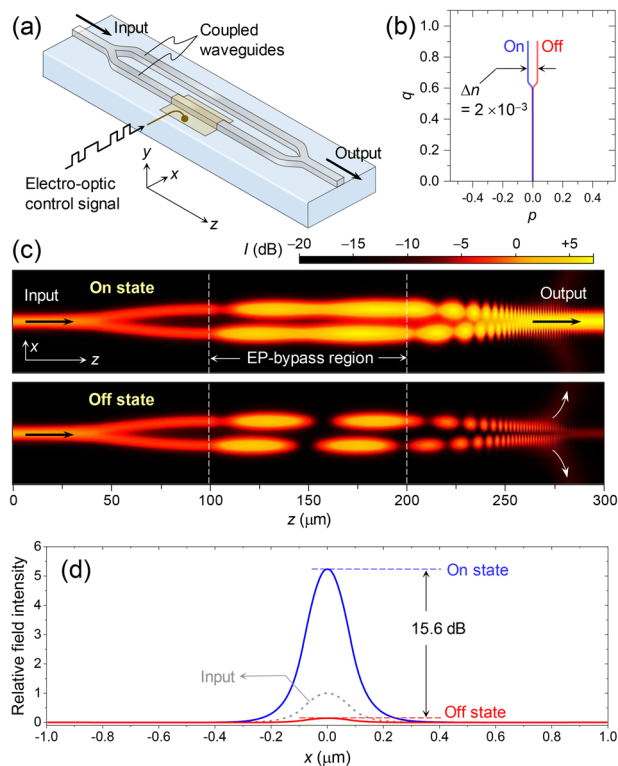 (a)
Input
Coupled
waveguides
Output
Electro-optic
control signal
y
x
z
(b)
1.0
0.8
0.6
0.4
0.2
0.0
q
On
Off
Δn
= 2 ×10⁻³
-0.4 -0.2 0.0 0.2 0.4
p
(c)
I (dB)
−20 −15 −10 −5 0 +5
Input
On state
Output
x
z
EP-bypass region
Off state
0 50 100 150 200 250 300
z (μm)
(d)
Relative field intensity
6
5
4
3
2
1
0
On state
15.6 dB
Input
Off state
-1.0 -0.8 -0.6 -0.4 -0.2 0.0 0.2 0.4 0.6 0.8 1.0
x (μm)